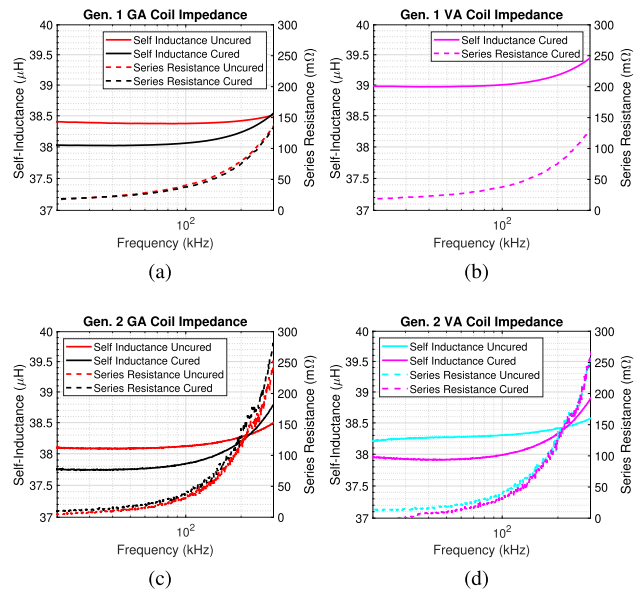 Gen. 1 GA Coil Impedance
Self Inductance Uncured
Self Inductance Cured
Series Resistance Uncured
Series Resistance Cured
Self-Inductance (μH)
40
39.5
39
38.5
38
37.5
37
300
250
200
150
100
50
0
Series Resistance (mΩ)
10²
Frequency (kHz)
(a)
Gen. 1 VA Coil Impedance
Self Inductance Cured
Series Resistance Cured
Self-Inductance (μH)
40
39.5
39
38.5
38
37.5
37
300
250
200
150
100
50
0
Series Resistance (mΩ)
10²
Frequency (kHz)
(b)
Gen. 2 GA Coil Impedance
Self Inductance Uncured
Self Inductance Cured
Series Resistance Uncured
Series Resistance Cured
Self-Inductance (μH)
40
39.5
39
38.5
38
37.5
37
300
250
200
150
100
50
0
Series Resistance (mΩ)
10²
Frequency (kHz)
(c)
Gen. 2 VA Coil Impedance
Self Inductance Uncured
Self Inductance Cured
Series Resistance Uncured
Series Resistance Cured
Self-Inductance (μH)
40
39.5
39
38.5
38
37.5
37
300
250
200
150
100
50
0
Series Resistance (mΩ)
10²
Frequency (kHz)
(d)